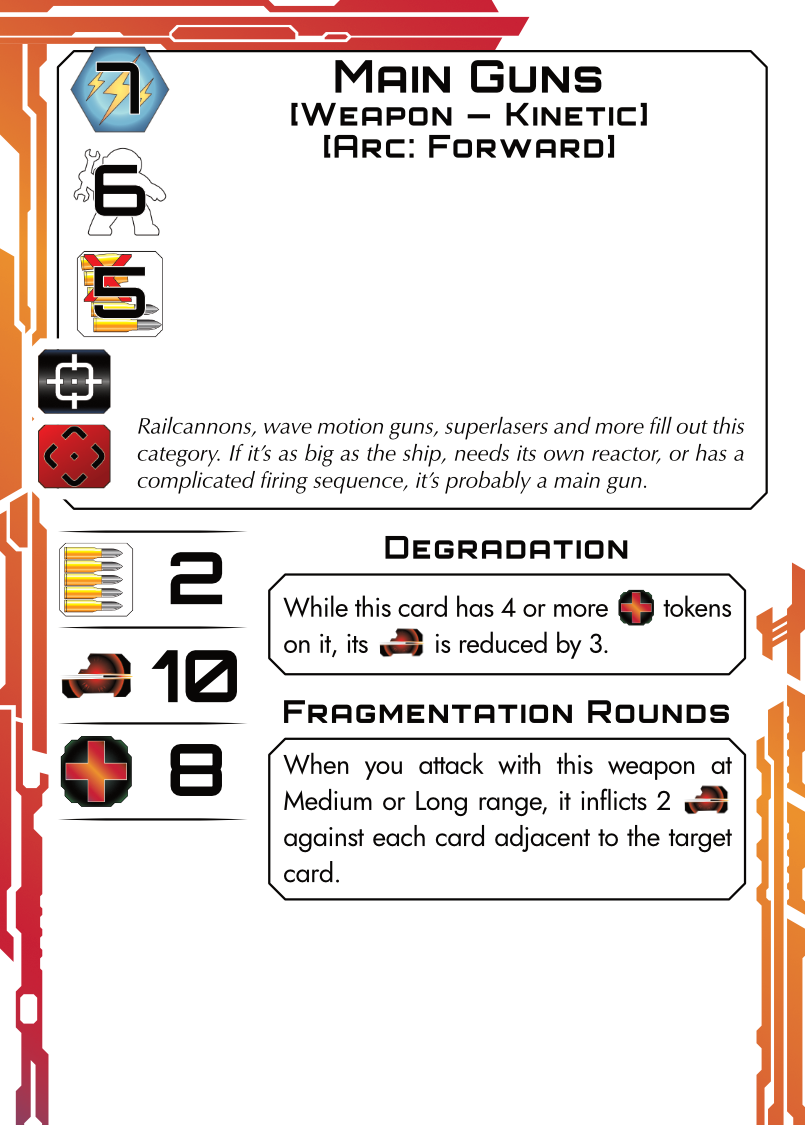 7
Main Guns
[Weapon – Kinetic]
[Arc: Forward]
6
5
Railcannons, wave motion guns, superlasers and more fill out this
category. If it's as big as the ship, needs its own reactor, or has a
complicated firing sequence, it's probably a main gun.
2
10
8
Degradation
While this card has 4 or more tokens
on it, its is reduced by 3.
Fragmentation Rounds
When you attack with this weapon at
Medium or Long range, it inflicts 2
against each card adjacent to the target
card.